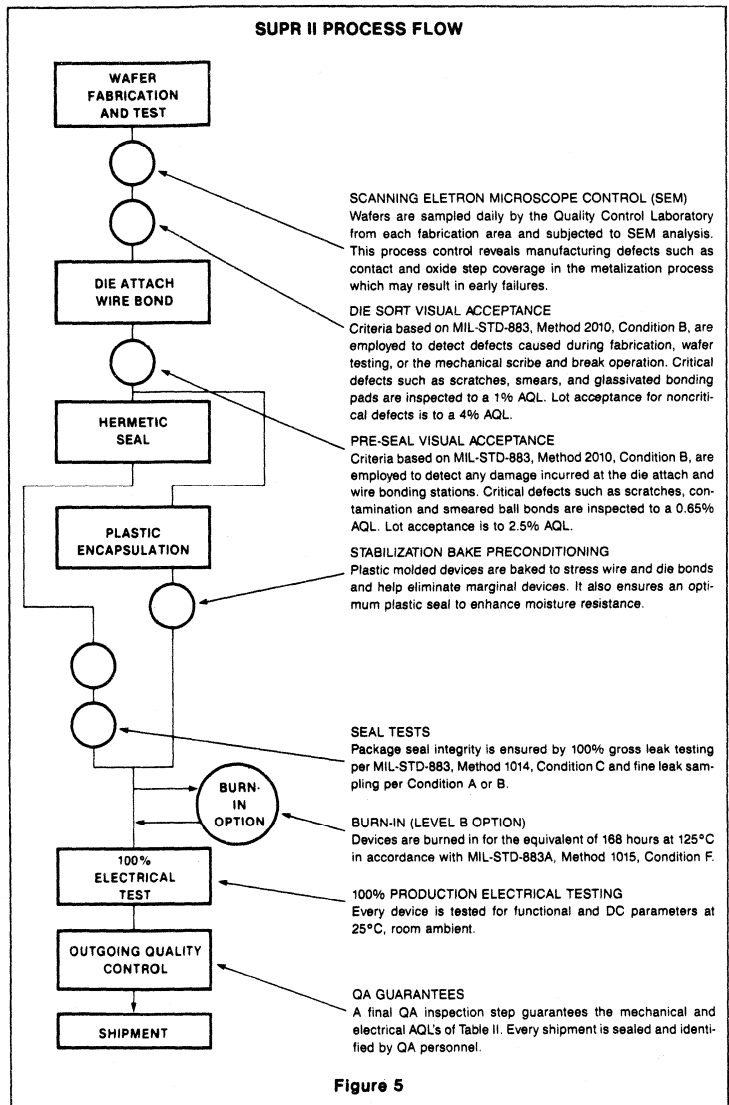 SUPR II PROCESS FLOW
WAFER
FABRICATION
AND TEST
SCANNING ELETRON MICROSCOPE CONTROL (SEM)
Wafers are sampled daily by the Quality Control Laboratory
from each fabrication area and subjected to SEM analysis.
This process control reveals manufacturing defects such as
contact and oxide step coverage in the metalization process
which may result in early failures.
DIE ATTACH
WIRE BOND
DIE SORT VISUAL ACCEPTANCE
Criteria based on MIL-STD-883, Method 2010, Condition B, are
employed to detect defects caused during fabrication, wafer
testing, or the mechanical scribe and break operation. Critical
defects such as scratches, smears, and glassivated bonding
pads are inspected to a 1% AQL. Lot acceptance for noncriti-
cal defects is to a 4% AQL.
HERMETIC
SEAL
PRE-SEAL VISUAL ACCEPTANCE
Criteria based on MIL-STD-883, Method 2010, Condition B, are
employed to detect any damage incurred at the die attach and
wire bonding stations. Critical defects such as scratches, con-
tamination and smeared ball bonds are inspected to a 0.65%
AQL. Lot acceptance is to 2.5% AQL.
PLASTIC
ENCAPSULATION
STABILIZATION BAKE PRECONDITIONING
Plastic molded devices are baked to stress wire and die bonds
and help eliminate marginal devices. It also ensures an opti-
mum plastic seal to enhance moisture resistance.
SEAL TESTS
Package seal integrity is ensured by 100% gross leak testing
per MIL-STD-883, Method 1014, Condition C and fine leak sam-
pling per Condition A or B.
BURN-
IN
OPTION
BURN-IN (LEVEL B OPTION)
Devices are burned in for the equivalent of 168 hours at 125°C
in accordance with MIL-STD-883A, Method 1015, Condition F.
100%
ELECTRICAL
TEST
100% PRODUCTION ELECTRICAL TESTING
Every device is tested for functional and DC parameters at
25°C, room ambient.
OUTGOING QUALITY
CONTROL
QA GUARANTEES
A final QA inspection step guarantees the mechanical and
electrical AQL's of Table II. Every shipment is sealed and identi-
fied by QA personnel.
SHIPMENT
Figure 5